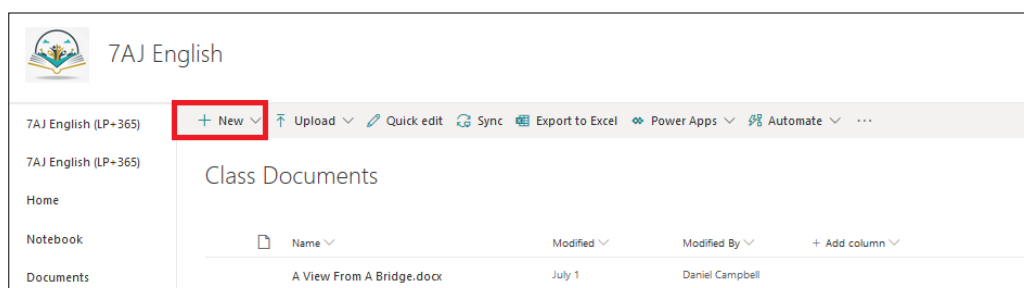 7AJ English
7AJ English (LP+365)
7AJ English (LP+365)
Home
Notebook
Documents
+ New Upload Quick edit Sync Export to Excel Power Apps Automate ...
Class Documents
Name Modified Modified By + Add column
A View From A Bridge.docx July 1 Daniel Campbell